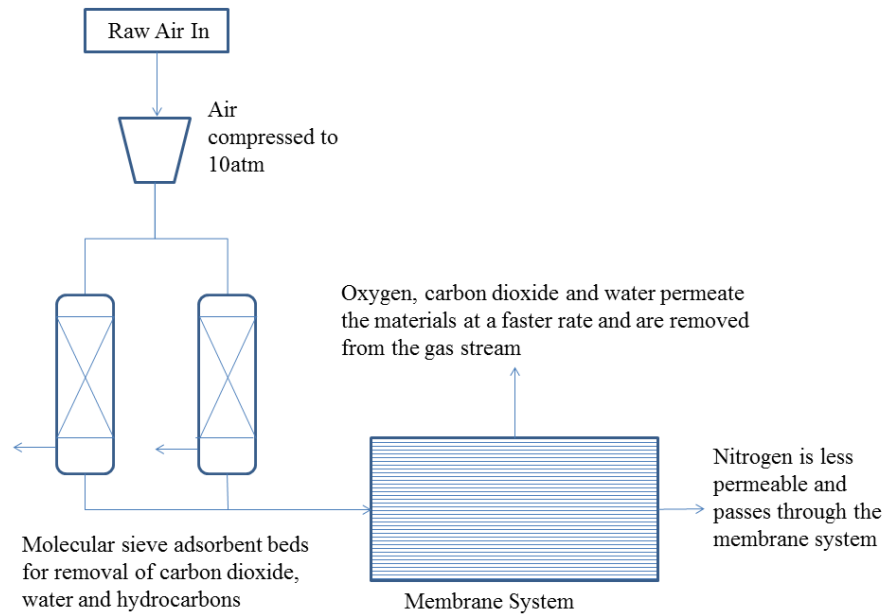 Raw Air In
Air
compressed to
10atm
Oxygen, carbon dioxide and water permeate
the materials at a faster rate and are removed
from the gas stream
Nitrogen is less
permeable and
passes through the
membrane system
Molecular sieve adsorbent beds
for removal of carbon dioxide,
water and hydrocarbons
Membrane System